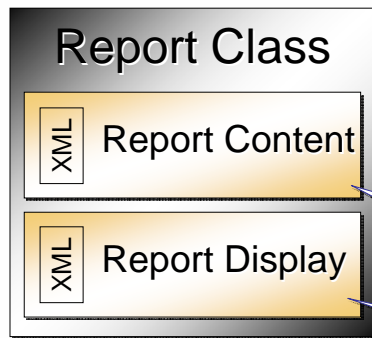 Report Class
XML
Report Content
XML
Report Display